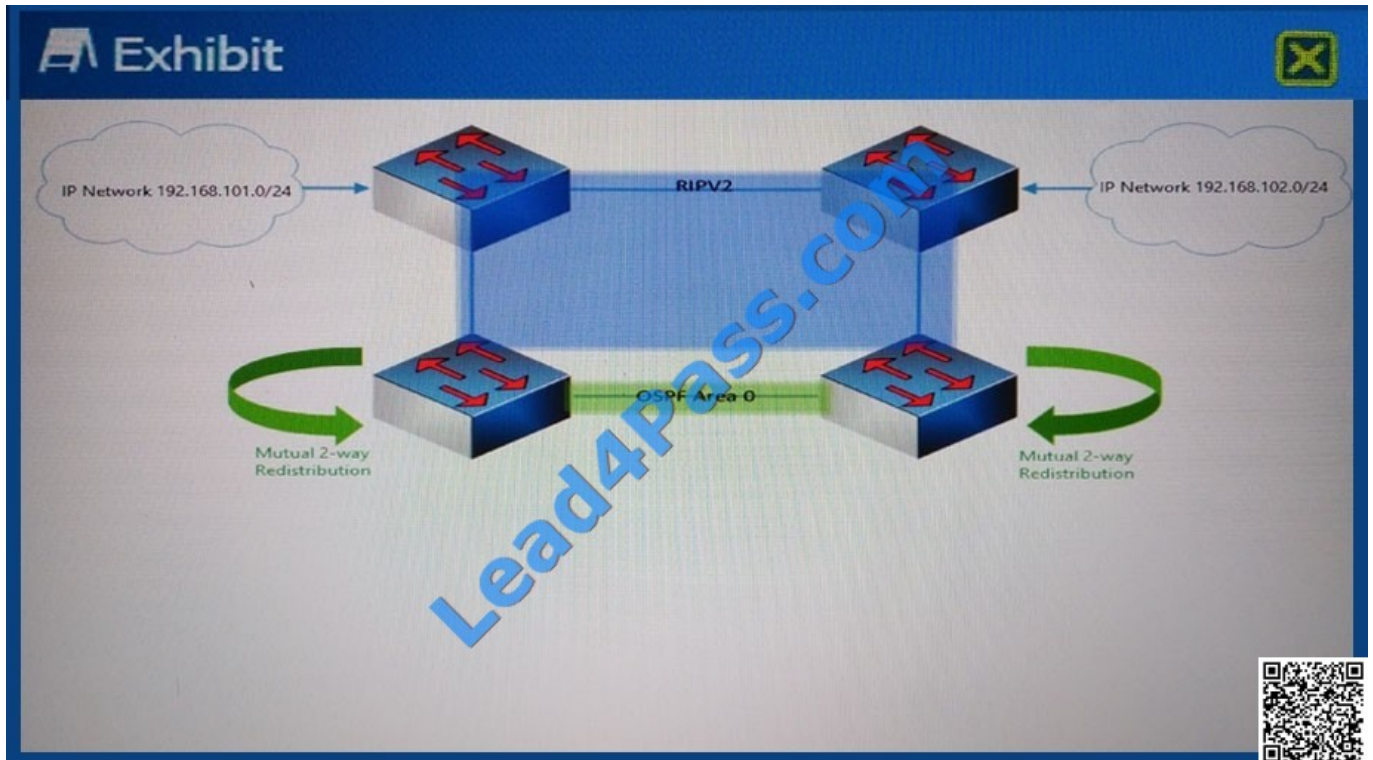 Exhibit
IP Network 192.168.101.0/24
RIPV2
IP Network 192.168.102.0/24
OSPF Area 0
Mutual 2-way
Redistribution
Mutual 2-way
Redistribution
Lead4Pass.com